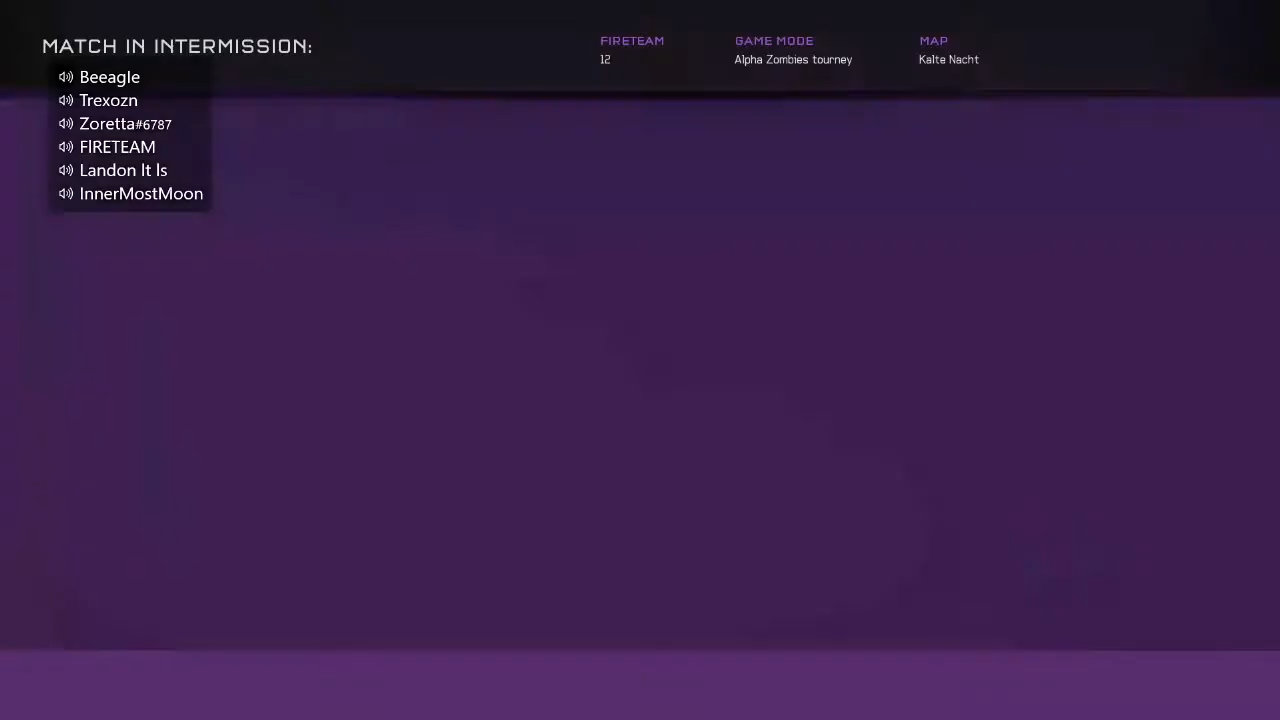 MATCH IN INTERMISSION:
FIRETEAM
12
GAME MODE
Alpha Zombies tourney
MAP
Kalte Nacht
Beeagle
Trexozn
Zoretta#6787
FIRETEAM
Landon It Is
InnerMostMoon